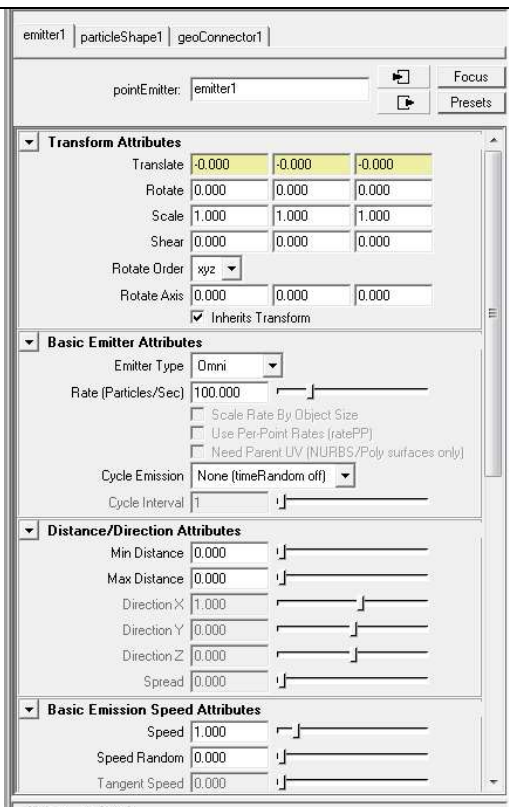 emitter1 particleShape1 geoConnector1
pointEmitter: emitter1
Focus
Presets
Transform Attributes
Translate -0.000 -0.000 -0.000
Rotate 0.000 0.000 0.000
Scale 1.000 1.000 1.000
Shear 0.000 0.000 0.000
Rotate Order xyz
Rotate Axis 0.000 0.000 0.000
Inherits Transform
Basic Emitter Attributes
Emitter Type Omni
Rate (Particles/Sec) 100.000
Scale Rate By Object Size
Use Per-Point Rates (ratePP)
Need Parent UV (NURBS/Poly surfaces only)
Cycle Emission None (timeRandom off)
Cycle Interval 1
Distance/Direction Attributes
Min Distance 0.000
Max Distance 0.000
Direction X 1.000
Direction Y 0.000
Direction Z 0.000
Spread 0.000
Basic Emission Speed Attributes
Speed 1.000
Speed Random 0.000
Tangent Speed 0.000